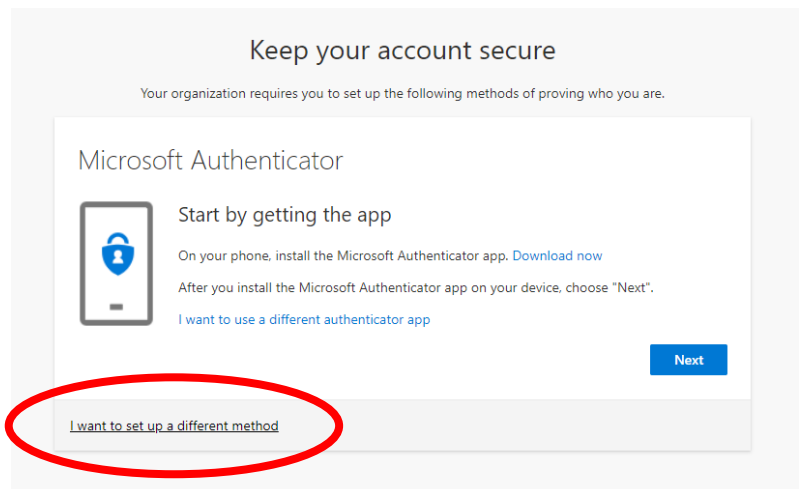 Keep your account secure
Your organization requires you to set up the following methods of proving who you are.
Microsoft Authenticator
Start by getting the app
On your phone, install the Microsoft Authenticator app. Download now
After you install the Microsoft Authenticator app on your device, choose "Next".
I want to use a different authenticator app
Next
I want to set up a different method